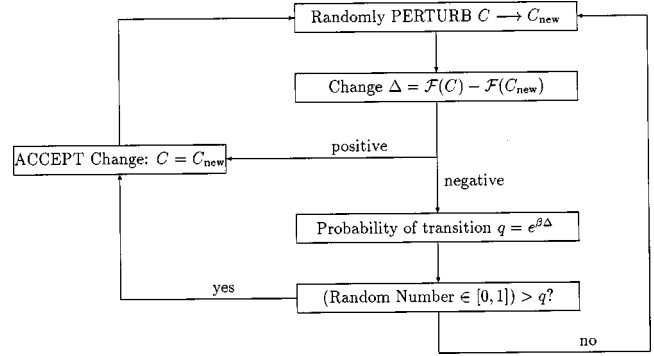 Randomly PERTURB C ⟶ C_new
Change Δ = ℱ(C) − ℱ(C_new)
positive
ACCEPT Change: C = C_new
negative
Probability of transition q = e^{βΔ}
yes
(Random Number ∈ [0, 1]) > q?
no